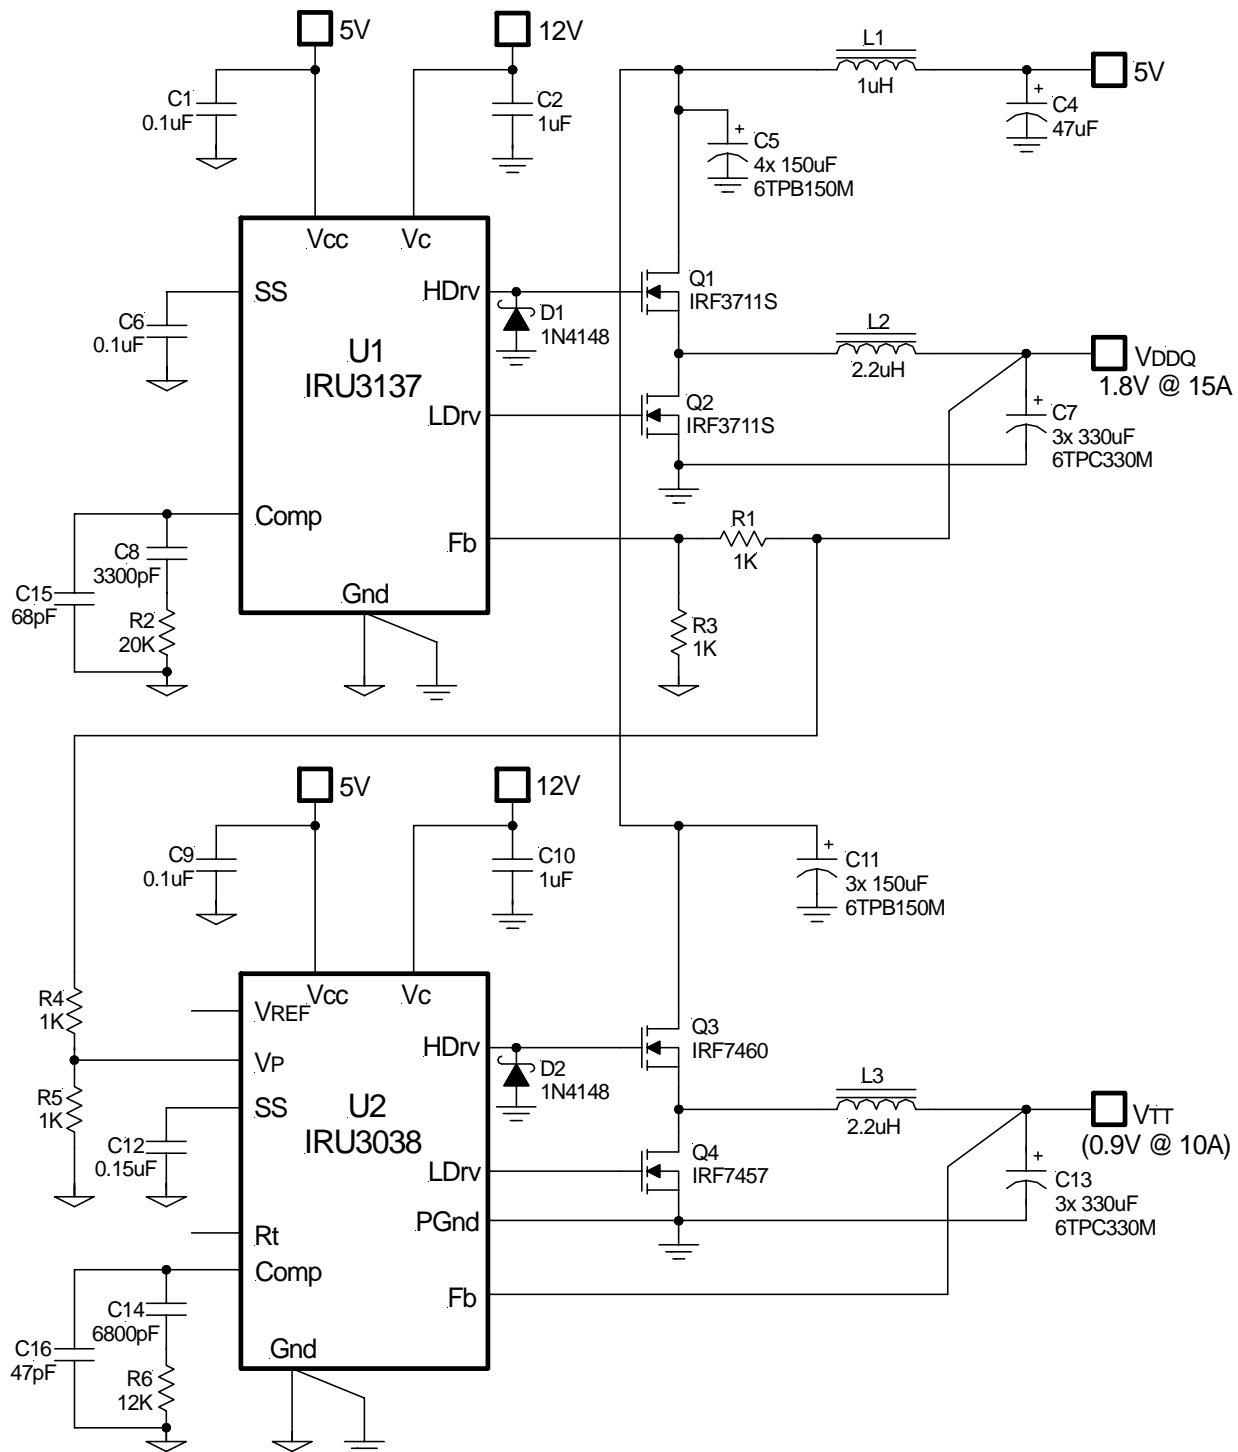 5V
12V
L1
1uH
5V
C1
0.1uF
C2
1uF
+
C4
47uF
+
C5
4x 150uF
6TPB150M
Vcc
Vc
SS
HDrv
C6
0.1uF
D1
1N4148
Q1
IRF3711S
U1
IRU3137
L2
2.2uH
VDDQ
1.8V @ 15A
LDrv
Q2
IRF3711S
+
C7
3x 330uF
6TPC330M
Comp
Fb
R1
1K
C8
3300pF
C15
68pF
R2
20K
Gnd
R3
1K
5V
12V
C9
0.1uF
C10
1uF
+
C11
3x 150uF
6TPB150M
R4
1K
VREF
Vcc
Vc
VP
HDrv
Q3
IRF7460
D2
1N4148
R5
1K
SS
U2
IRU3038
L3
2.2uH
VTT
(0.9V @ 10A)
C12
0.15uF
LDrv
Q4
IRF7457
+
C13
3x 330uF
6TPC330M
PGnd
Rt
Comp
Fb
C14
6800pF
C16
47pF
R6
12K
Gnd